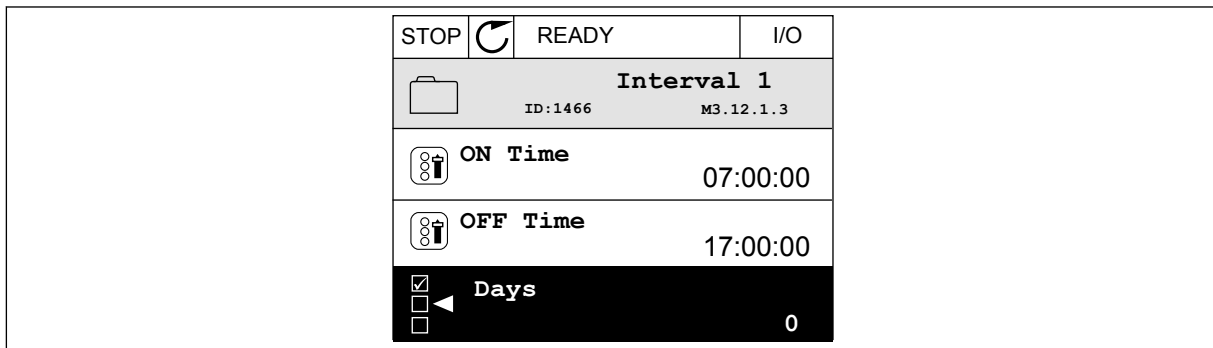 STOP READY I/O
Interval 1
ID:1466 M3.12.1.3
ON Time
07:00:00
OFF Time
17:00:00
Days
0